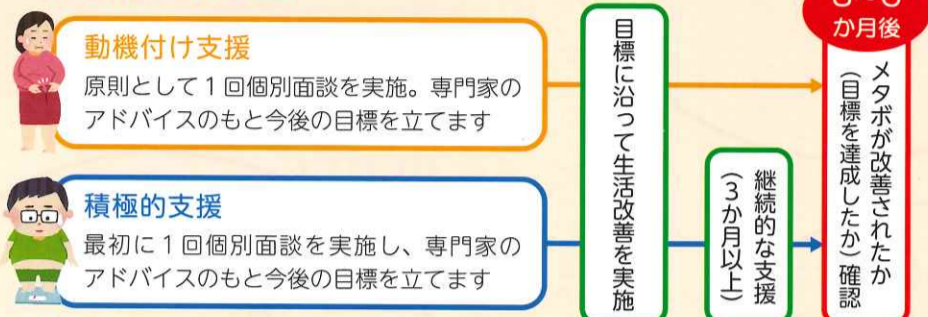 動機付け支援
原則として1回個別面談を実施。専門家の
アドバイスのもと今後の目標を立てます
積極的支援
最初に1回個別面談を実施し、専門家の
アドバイスのもと今後の目標を立てます
目標に沿って生活改善を実施
継続的な支援
(3か月以上)
か月後
メタボが改善されたか
(目標を達成したか)確認